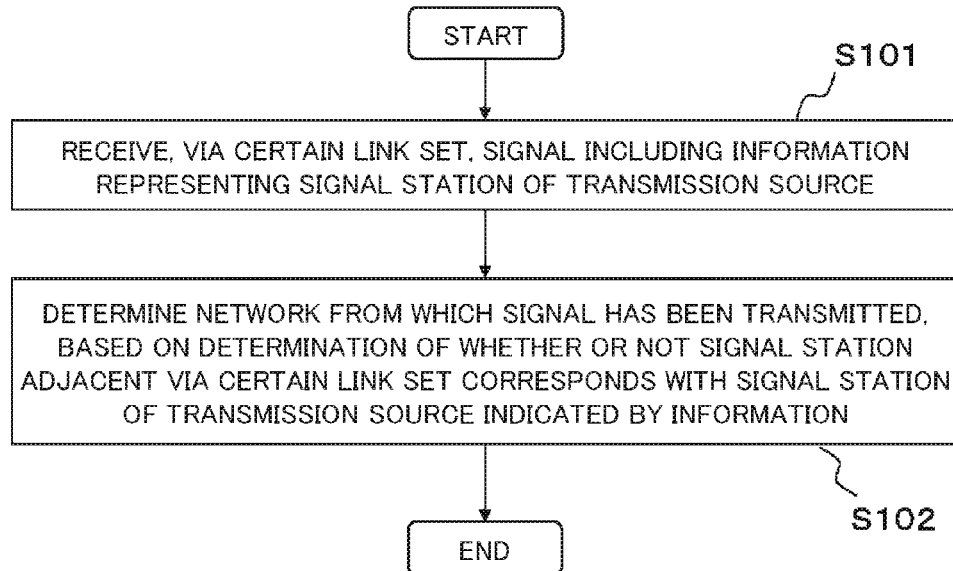 START
S101
RECEIVE, VIA CERTAIN LINK SET, SIGNAL INCLUDING INFORMATION
REPRESENTING SIGNAL STATION OF TRANSMISSION SOURCE
DETERMINE NETWORK FROM WHICH SIGNAL HAS BEEN TRANSMITTED,
BASED ON DETERMINATION OF WHETHER OR NOT SIGNAL STATION
ADJACENT VIA CERTAIN LINK SET CORRESPONDS WITH SIGNAL STATION
OF TRANSMISSION SOURCE INDICATED BY INFORMATION
S102
END